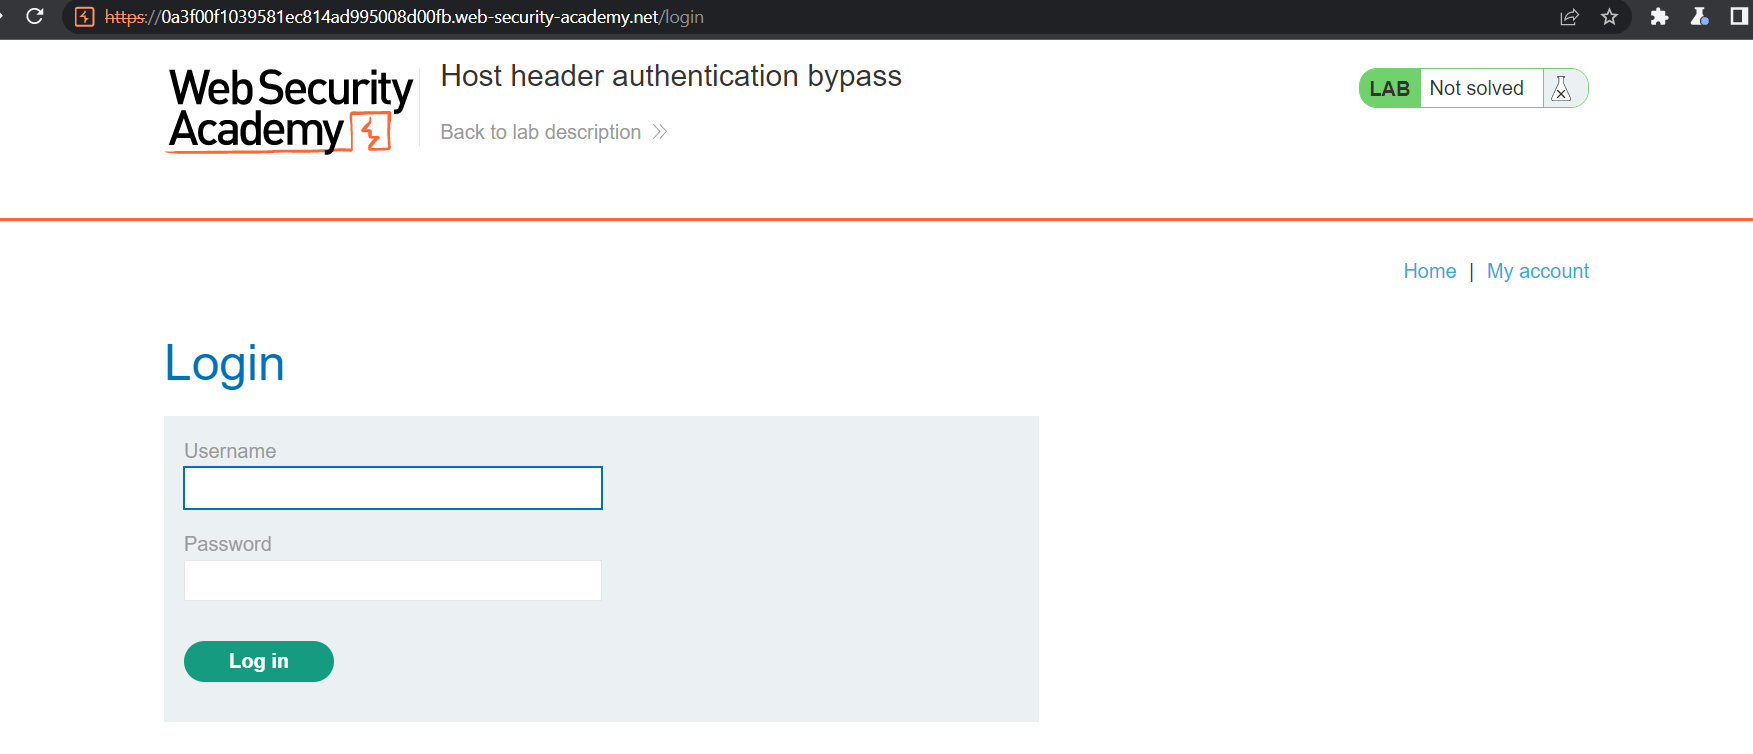 https://0a3f00f1039581ec814ad995008d00fb.web-security-academy.net/login
Web Security
Academy
Host header authentication bypass
Back to lab description
LAB Not solved
Home | My account
Login
Username
Password
Log in